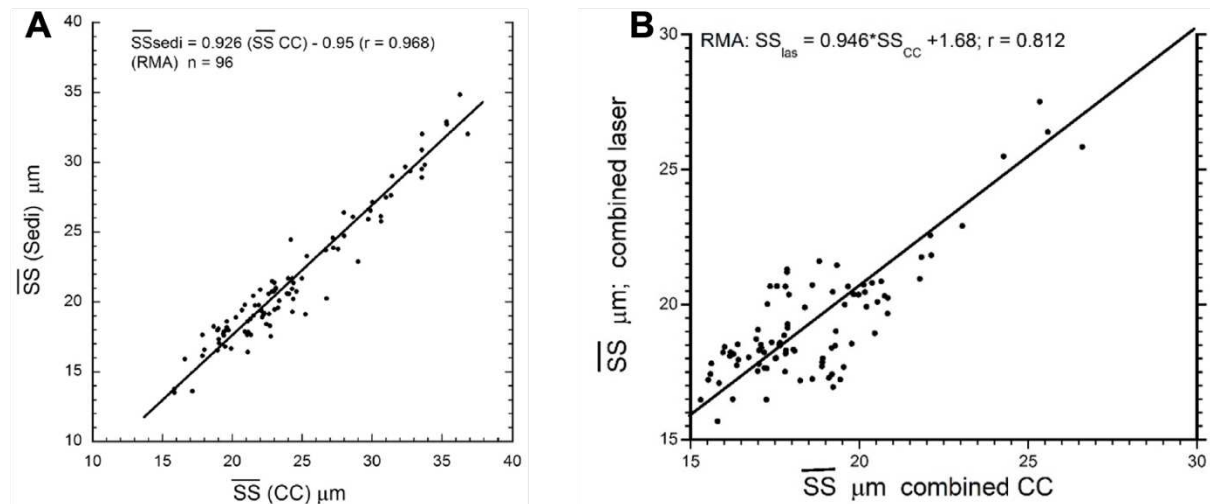 A
40
35
30
25
20
15
10
SS (Sedi) μm
SSsedi = 0.926 (SS CC) - 0.95 (r = 0.968)
(RMA) n = 96
10 15 20 25 30 35 40
SS (CC) μm
B
30
25
20
15
SS μm; combined laser
RMA: SSlas = 0.946*SSCC +1.68; r = 0.812
15 20 25 30
SS μm combined CC